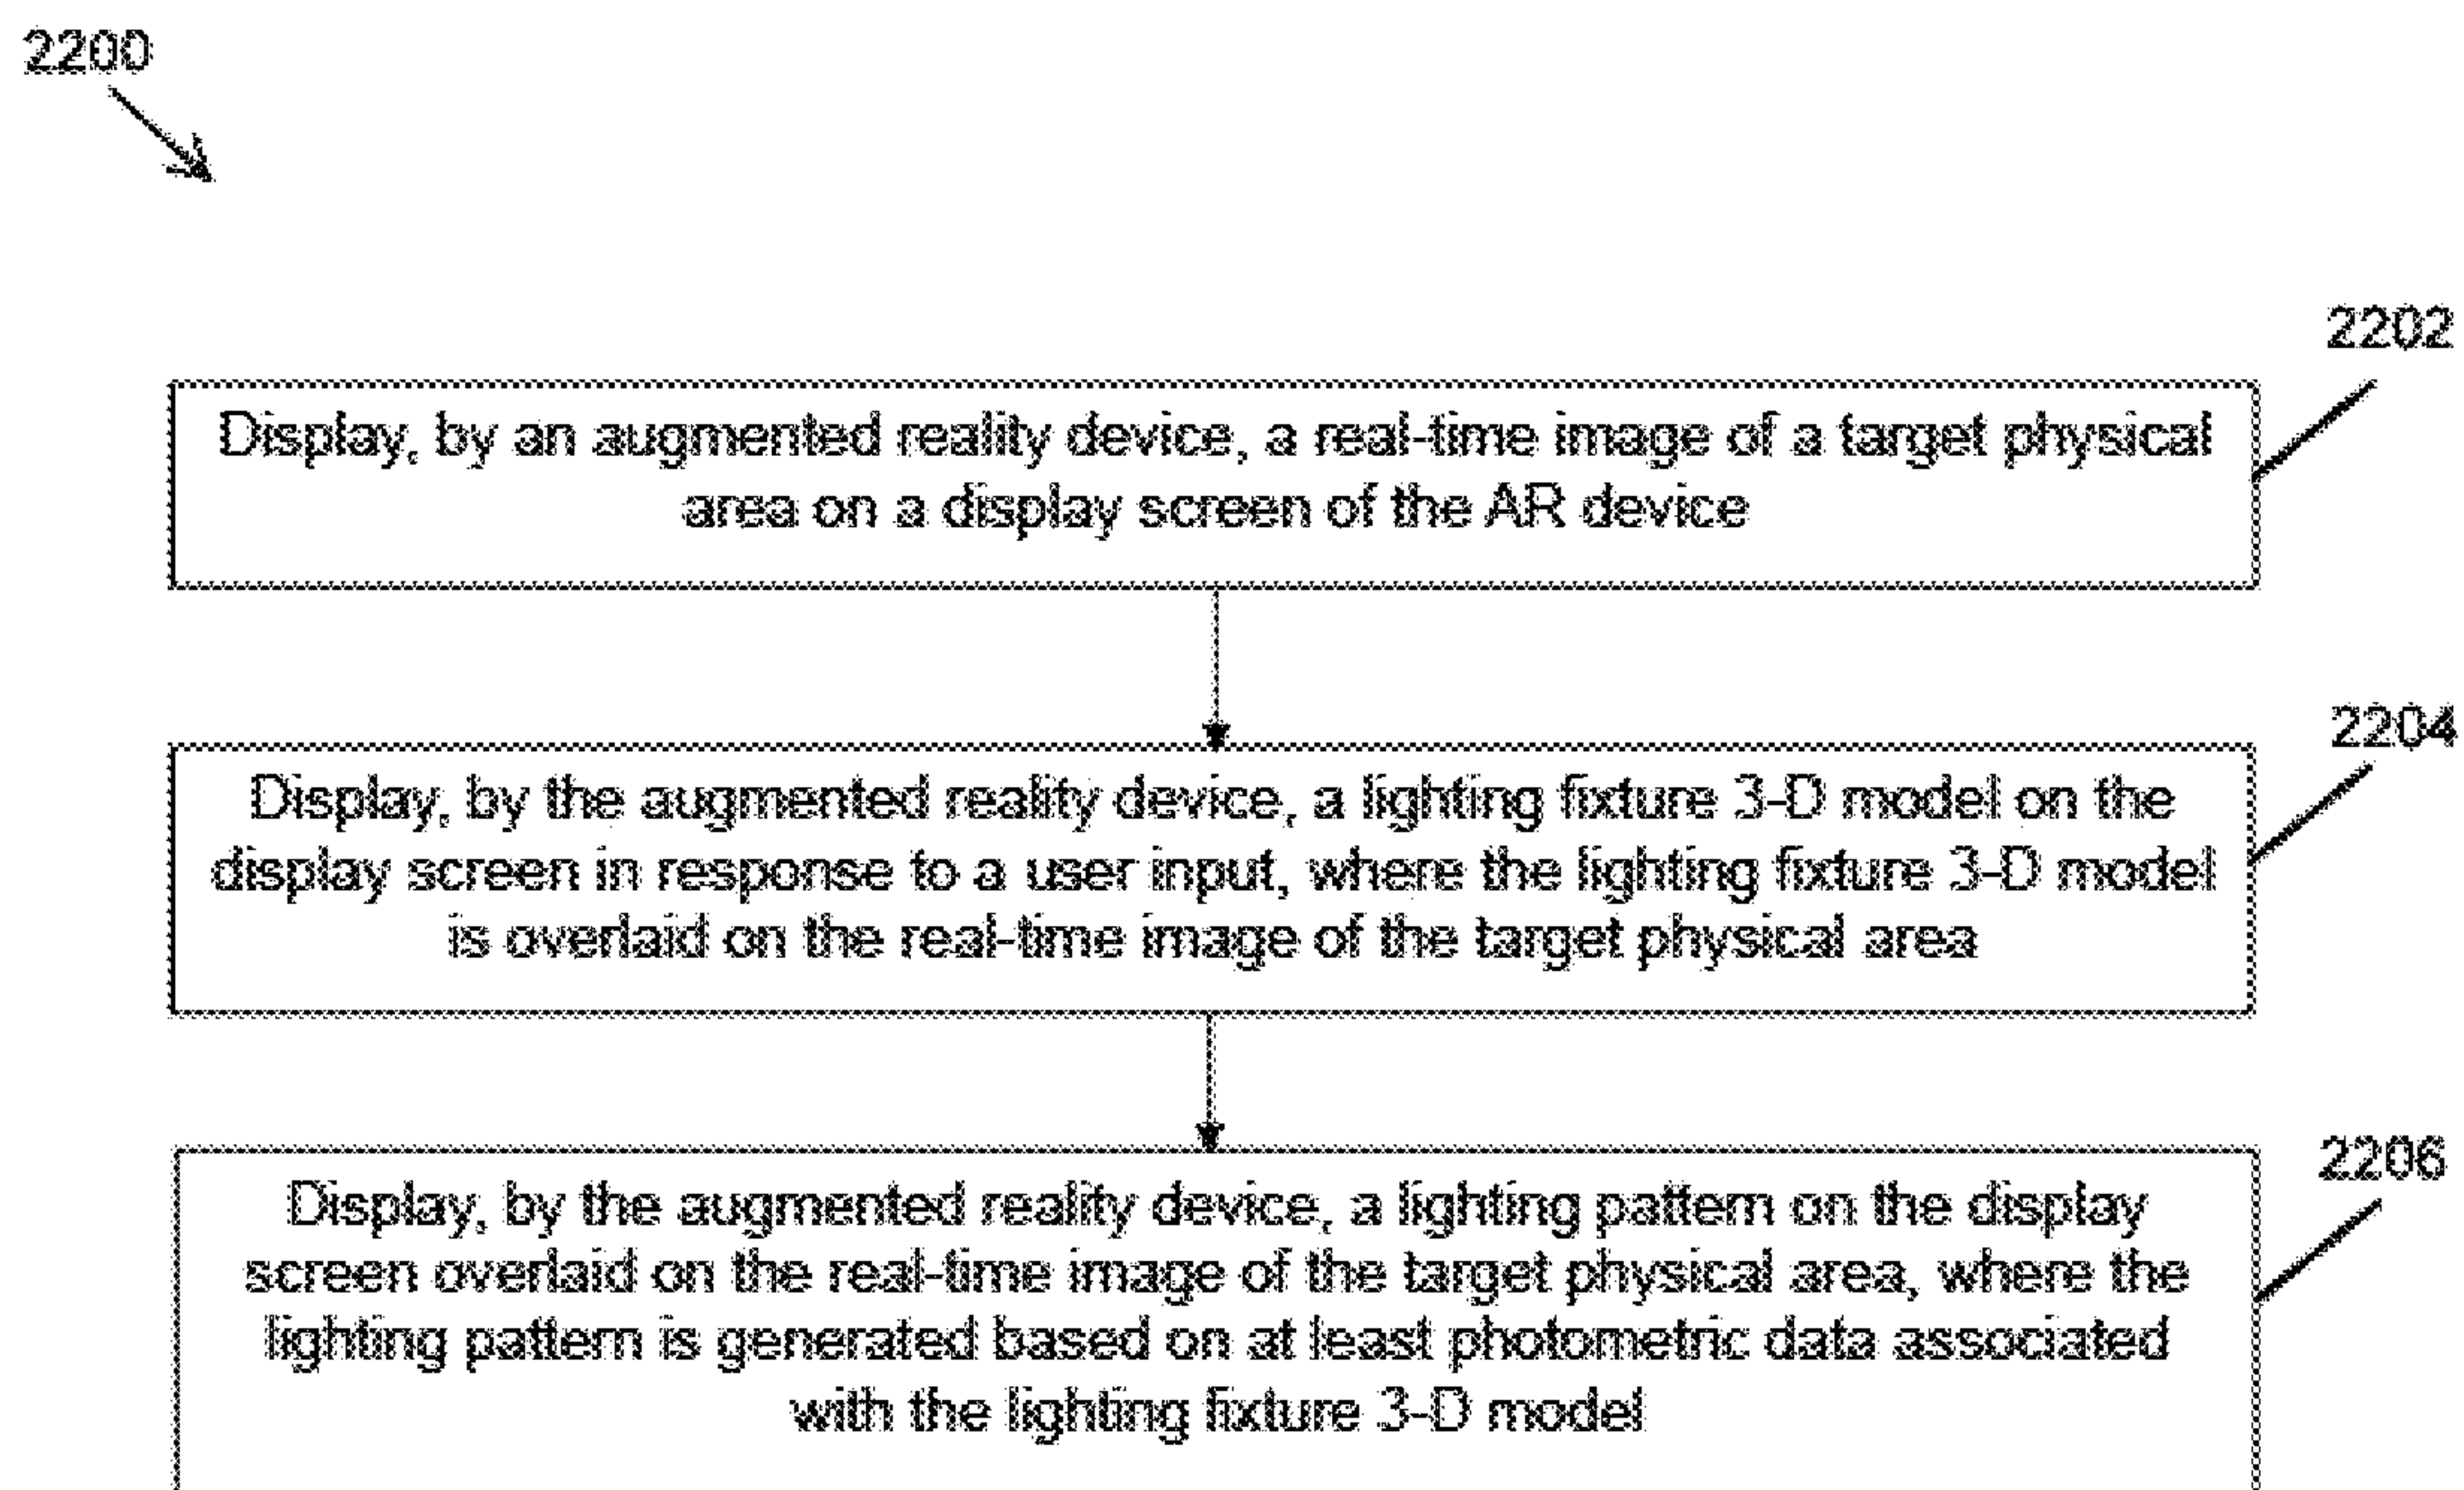 2200
2202
Display, by an augmented reality device, a real-time image of a target physical
area on a display screen of the AR device
2204
Display, by the augmented reality device, a lighting fixture 3-D model on the
display screen in response to a user input, where the lighting fixture 3-D model
is overlaid on the real-time image of the target physical area
2206
Display, by the augmented reality device, a lighting pattern on the display
screen overlaid on the real-time image of the target physical area, where the
lighting pattern is generated based on at least photometric data associated
with the lighting fixture 3-D model